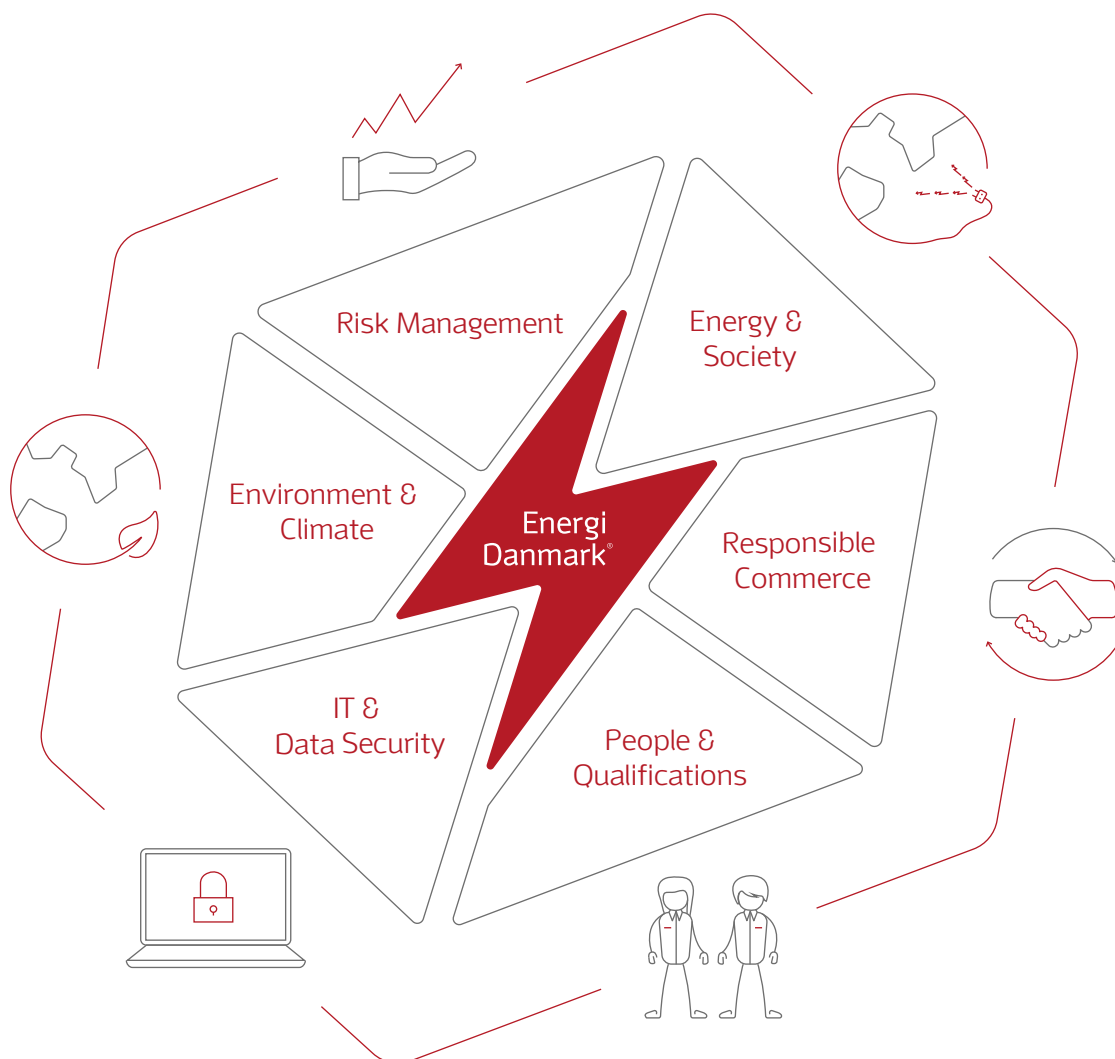 Risk Management
Energy &
Society
Environment &
Climate
Energi
Danmark®
Responsible
Commerce
IT &
Data Security
People &
Qualifications